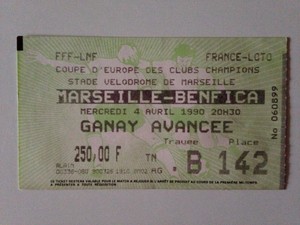 FFF-LNF FRANCE-LOTO
COUPE D'EUROPE DES CLUBS CHAMPIONS
STADE VELODROME DE MARSEILLE
MARSEILLE-BENFICA
MERCREDI 4 AVRIL 1990 20H30
No 060899
GANAY AVANCEE
Travee Place
250,00 F TN B 142
AG